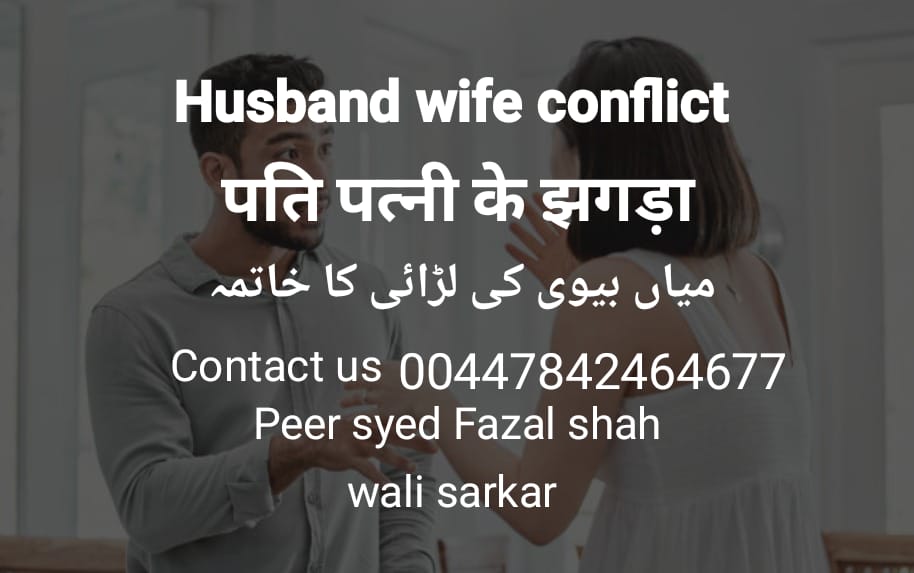 Husband wife conflict
पति पत्नी के झगड़ा
میاں بیوی کی لڑائی کا خاتمہ
Contact us 00447842464677
Peer syed Fazal shah
wali sarkar